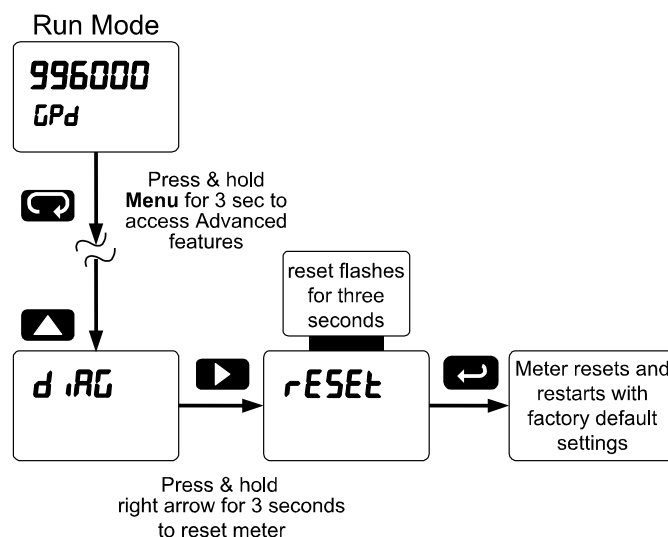 Run Mode
996000
GPd
Press & hold
Menu for 3 sec to
access Advanced
features
reset flashes
for three
seconds
diAG
rESEt
Meter resets and
restarts with
factory default
settings
Press & hold
right arrow for 3 seconds
to reset meter